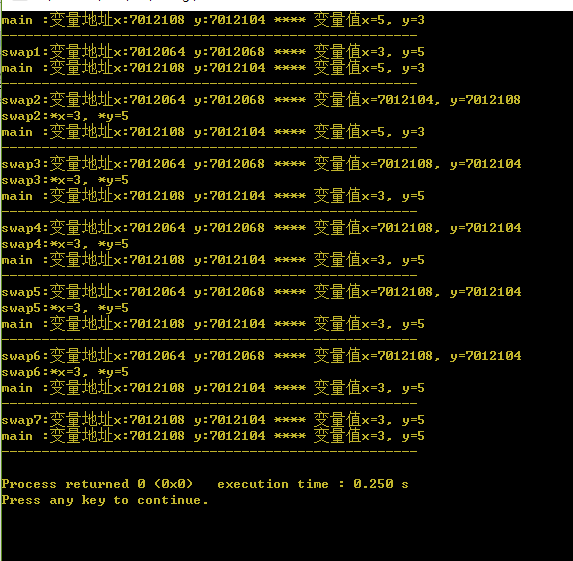 main :变量地址x:7012108 y:7012104 **** 变量值x=5, y=3
----------------------------------------------------
swap1:变量地址x:7012064 y:7012068 **** 变量值x=3, y=5
main :变量地址x:7012108 y:7012104 **** 变量值x=5, y=3
----------------------------------------------------
swap2:变量地址x:7012064 y:7012068 **** 变量值x=7012104, y=7012108
swap2:*x=3, *y=5
main :变量地址x:7012108 y:7012104 **** 变量值x=5, y=3
----------------------------------------------------
swap3:变量地址x:7012064 y:7012068 **** 变量值x=7012108, y=7012104
swap3:*x=3, *y=5
main :变量地址x:7012108 y:7012104 **** 变量值x=3, y=5
----------------------------------------------------
swap4:变量地址x:7012064 y:7012068 **** 变量值x=7012108, y=7012104
swap4:*x=3, *y=5
main :变量地址x:7012108 y:7012104 **** 变量值x=3, y=5
----------------------------------------------------
swap5:变量地址x:7012064 y:7012068 **** 变量值x=7012108, y=7012104
swap5:*x=3, *y=5
main :变量地址x:7012108 y:7012104 **** 变量值x=3, y=5
----------------------------------------------------
swap6:变量地址x:7012064 y:7012068 **** 变量值x=7012108, y=7012104
swap6:*x=3, *y=5
main :变量地址x:7012108 y:7012104 **** 变量值x=3, y=5
----------------------------------------------------
swap7:变量地址x:7012108 y:7012104 **** 变量值x=3, y=5
main :变量地址x:7012108 y:7012104 **** 变量值x=3, y=5
----------------------------------------------------
Process returned 0 (0x0)   execution time : 0.250 s
Press any key to continue.